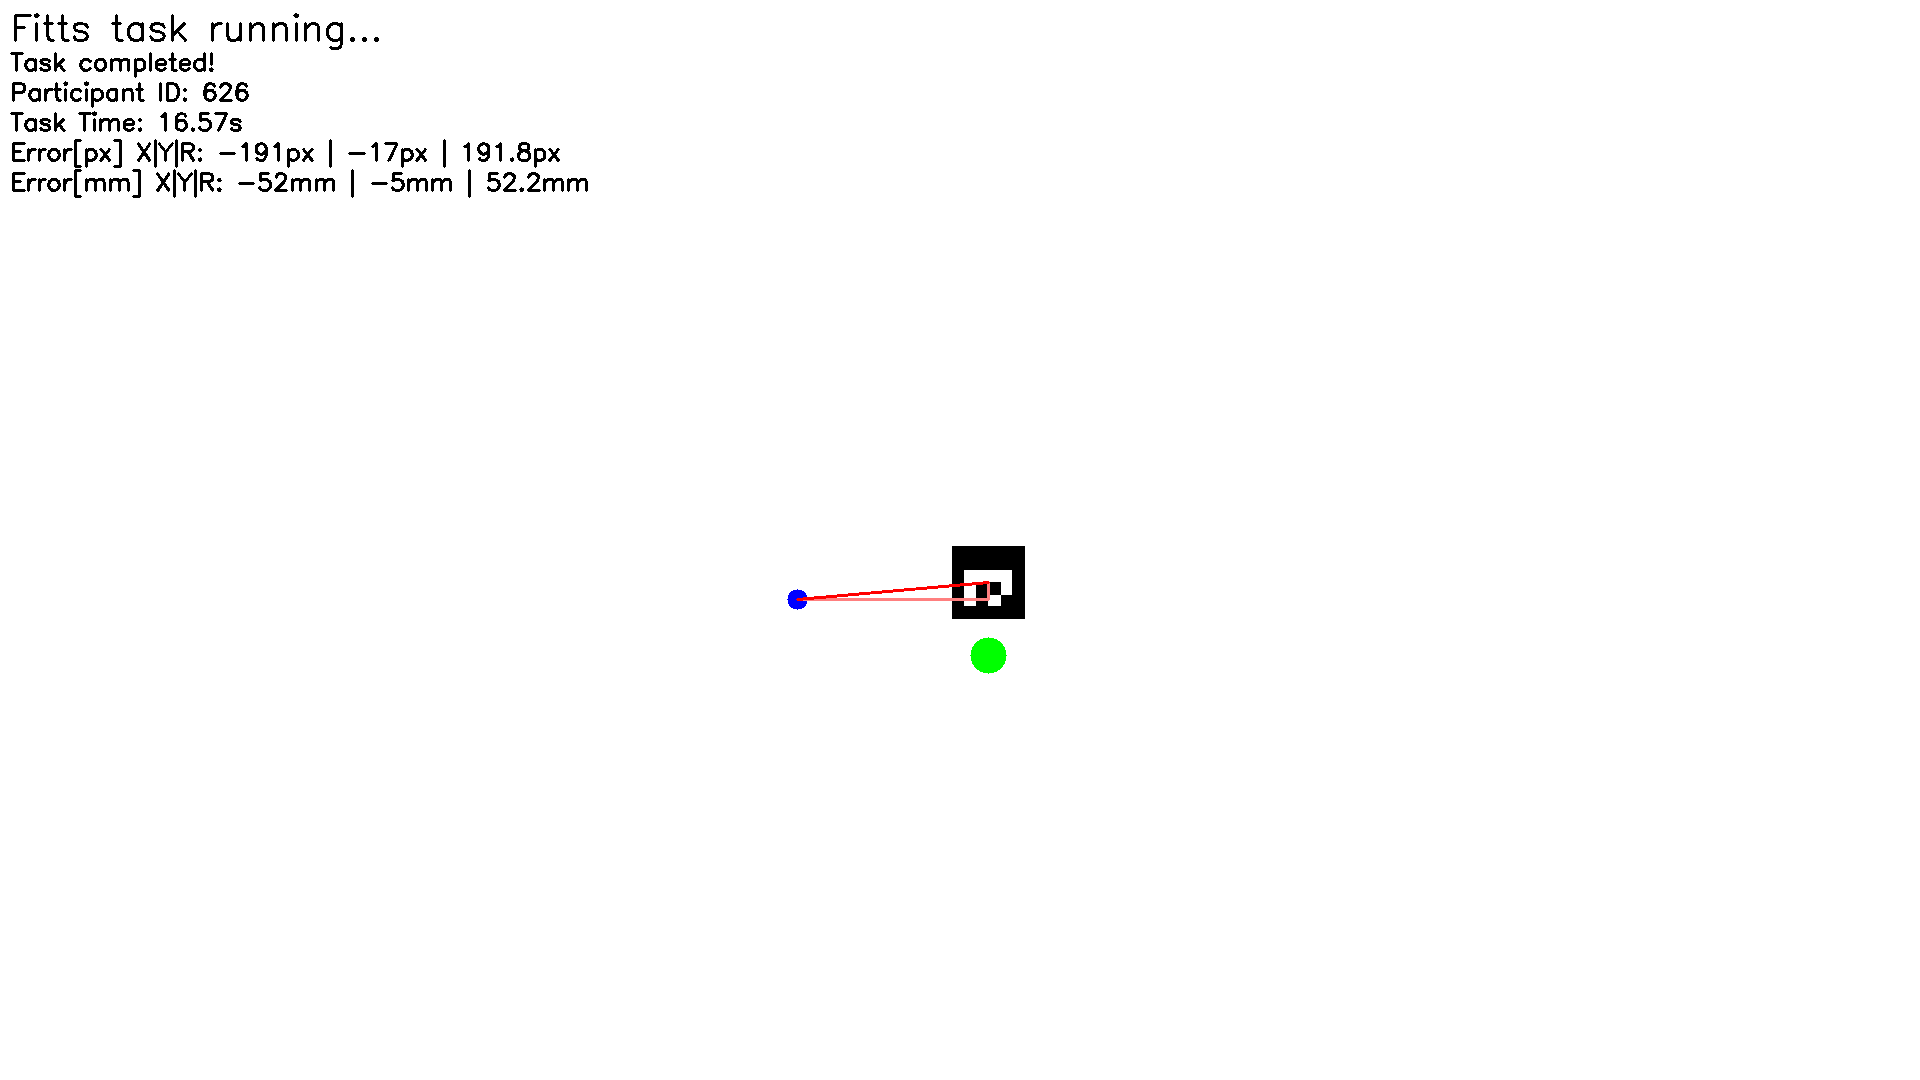 Fitts task running...
Task completed!
Participant ID: 626
Task Time: 16.57s
Error[px] X|Y|R: -191px | -17px | 191.8px
Error[mm] X|Y|R: -52mm | -5mm | 52.2mm